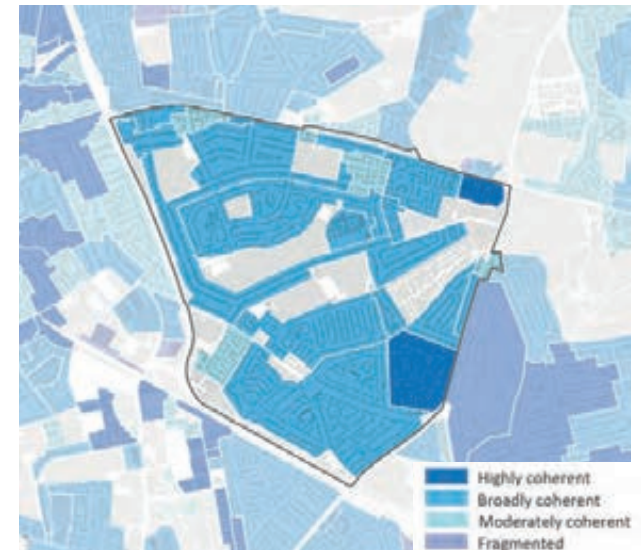 Highly coherent
Broadly coherent
Moderately coherent
Fragmented